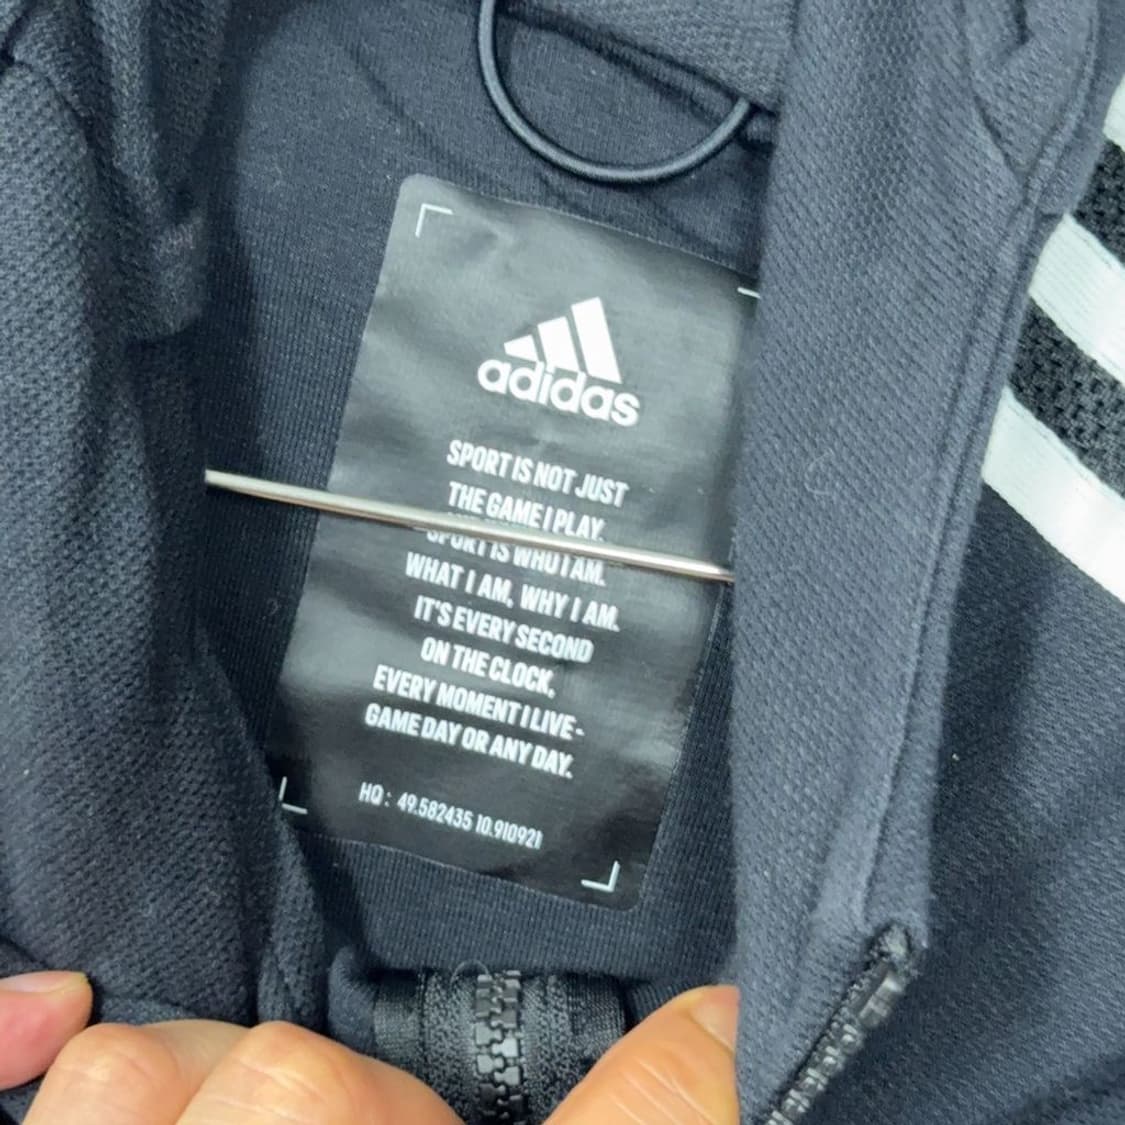 adidas
SPORT IS NOT JUST
THE GAME I PLAY.
SPORT IS WHO I AM.
WHAT I AM, WHY I AM.
IT'S EVERY SECOND
ON THE CLOCK,
EVERY MOMENT I LIVE -
GAME DAY OR ANY DAY.
HQ : 49.582435 10.910921